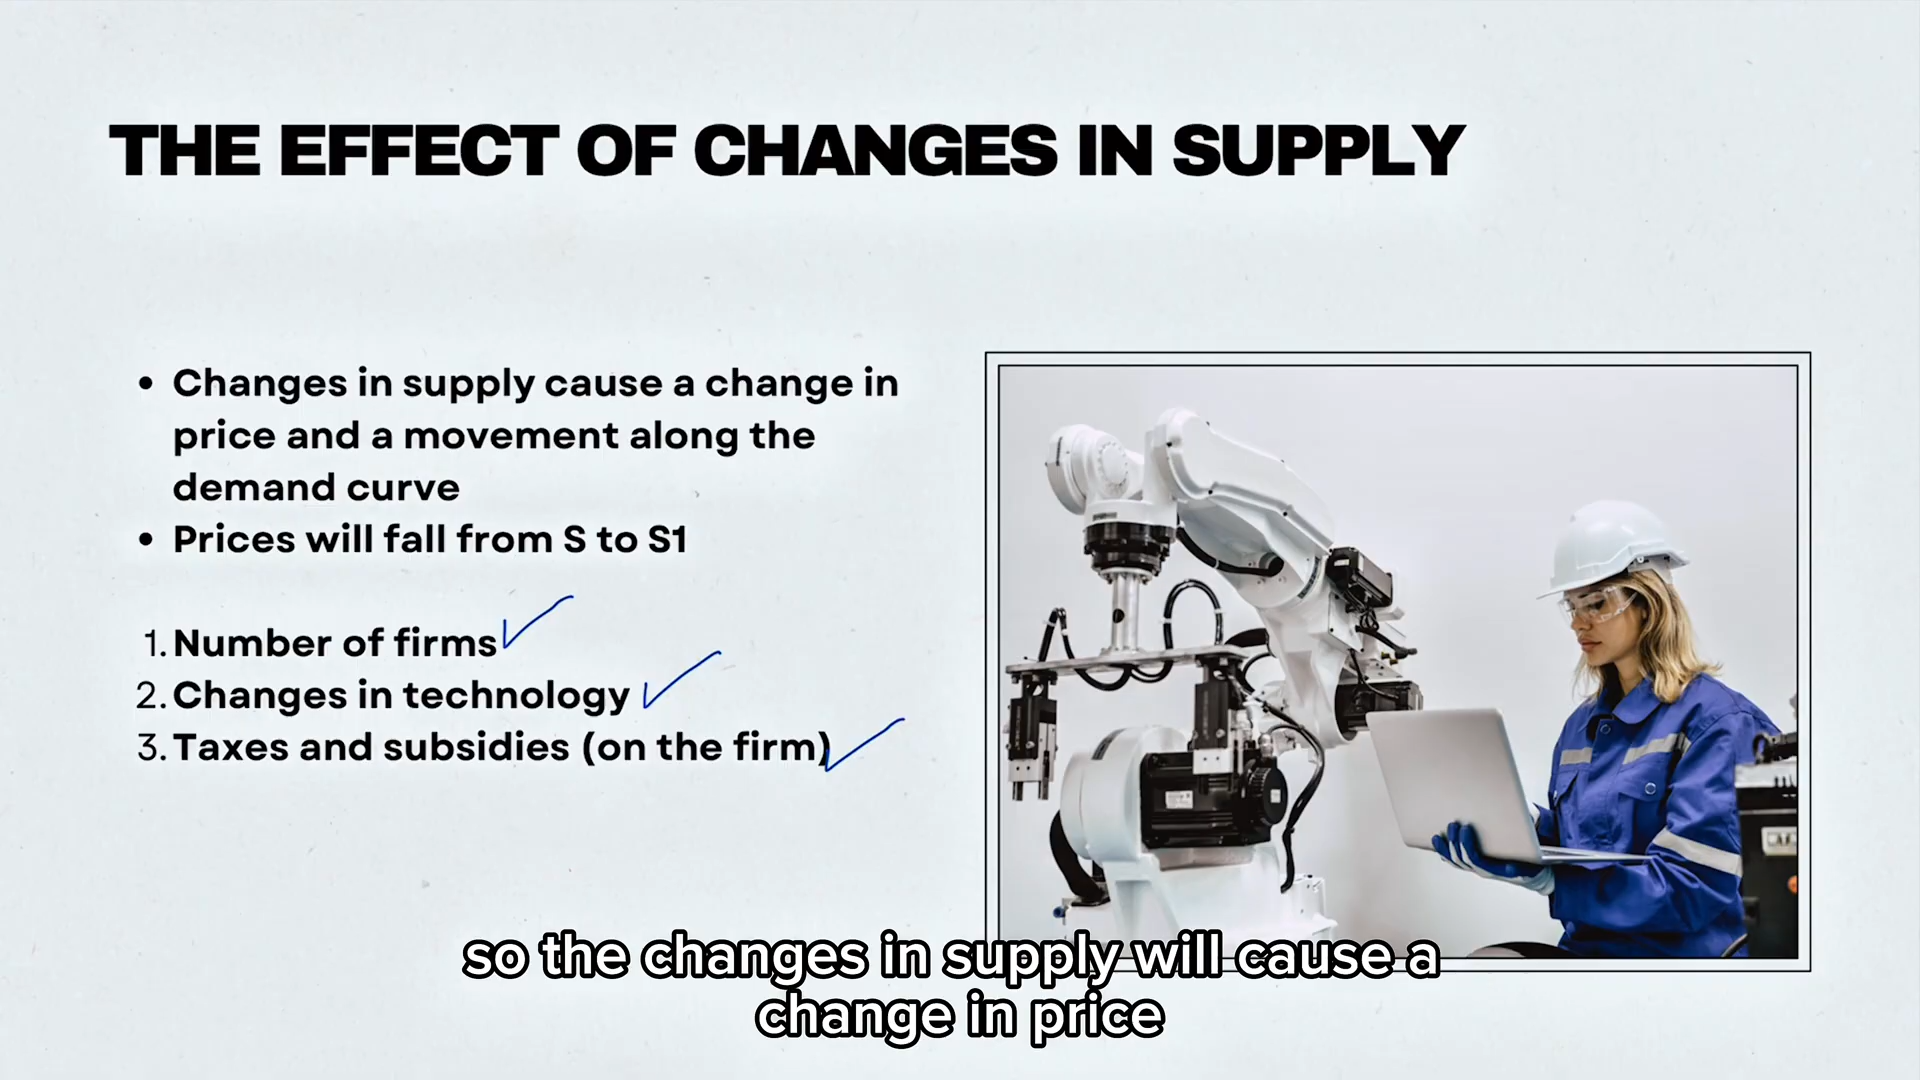 THE EFFECT OF CHANGES IN SUPPLY
• Changes in supply cause a change in
price and a movement along the
demand curve
• Prices will fall from S to S1
1. Number of firms
2. Changes in technology
3. Taxes and subsidies (on the firm)
so the changes in supply will cause a
change in price